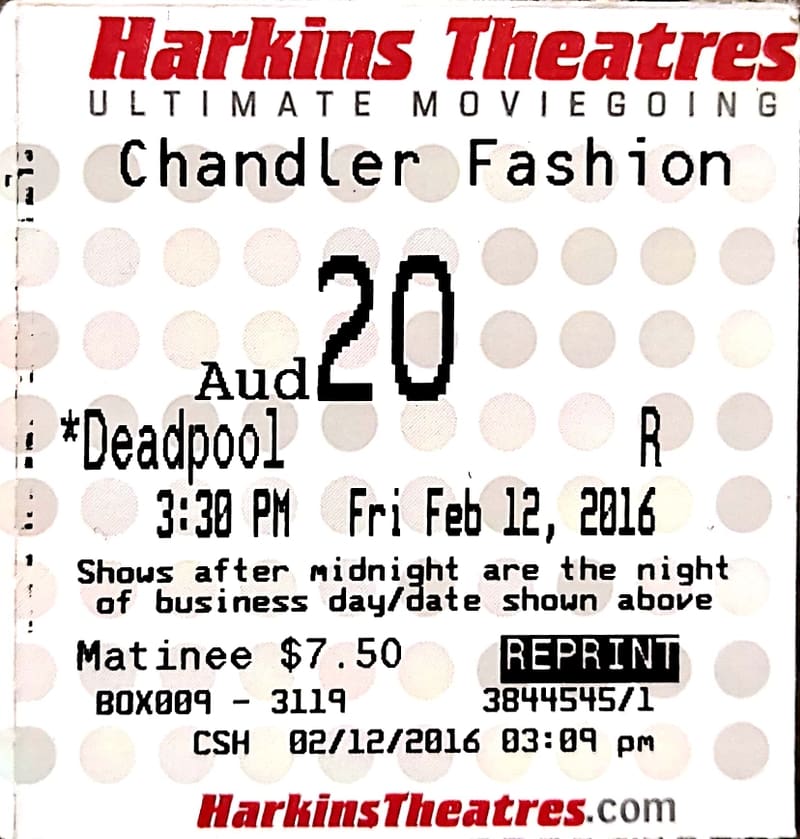 Harkins Theatres
ULTIMATE MOVIEGOING
Chandler Fashion
Aud 20
*Deadpool R
3:30 PM Fri Feb 12, 2016
Shows after midnight are the night
of business day/date shown above
Matinee $7.50 REPRINT
BOX009 - 3119 3844545/1
CSH 02/12/2016 03:09 pm
HarkinsTheatres.com